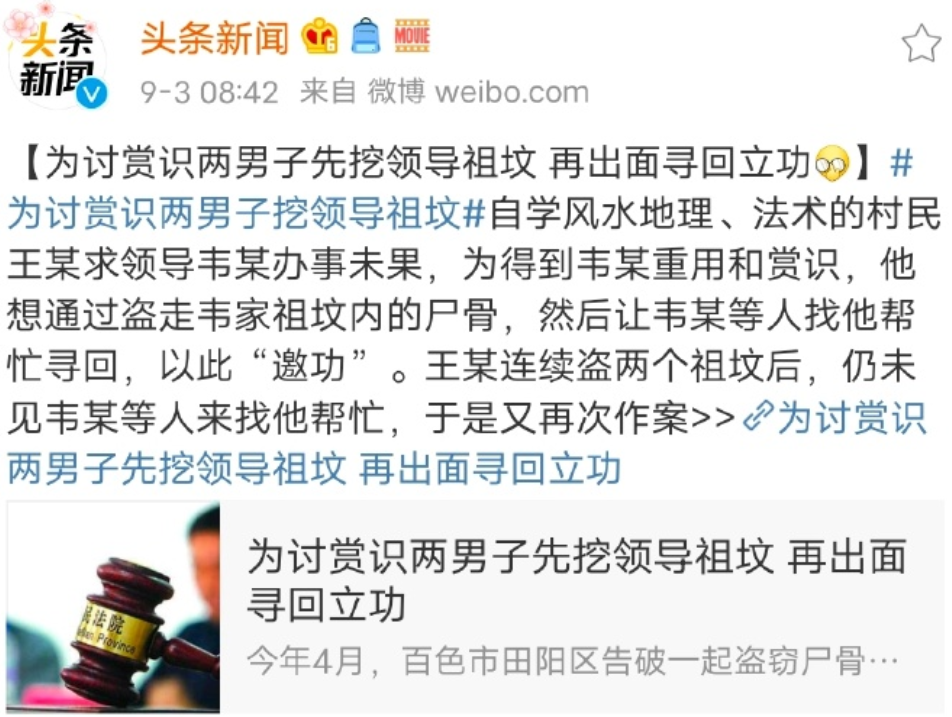 头条
新闻
头条新闻 MOVIE
9-3 08:42 来自 微博 weibo.com
【为讨赏识两男子先挖领导祖坟 再出面寻回立功】#
为讨赏识两男子挖领导祖坟#自学风水地理、法术的村民
王某求领导韦某办事未果，为得到韦某重用和赏识，他
想通过盗走韦家祖坟内的尸骨，然后让韦某等人找他帮
忙寻回，以此“邀功”。王某连续盗两个祖坟后，仍未
见韦某等人来找他帮忙，于是又再次作案>>为讨赏识
两男子先挖领导祖坟 再出面寻回立功
为讨赏识两男子先挖领导祖坟 再出面
寻回立功
今年4月，百色市田阳区告破一起盗窃尸骨…
民法院
Province